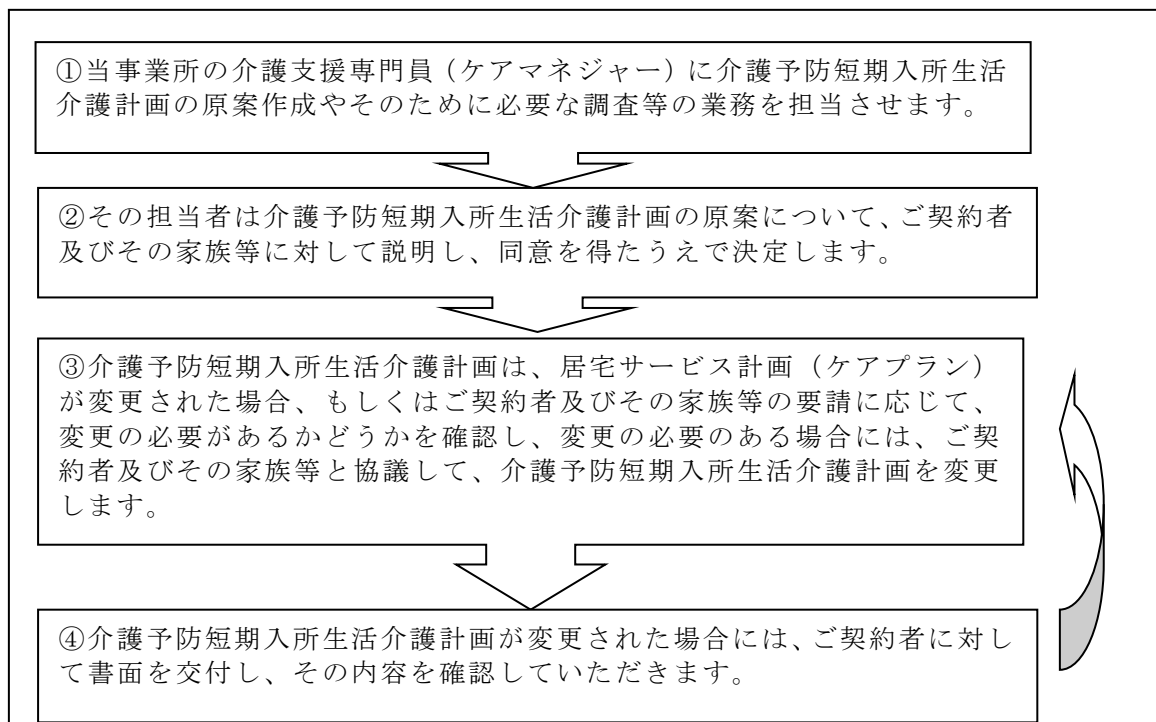 ①当事業所の介護支援専門員（ケアマネジャー）に介護予防短期入所生活
介護計画の原案作成やそのために必要な調査等の業務を担当させます。
②その担当者は介護予防短期入所生活介護計画の原案について、ご契約者
及びその家族等に対して説明し、同意を得たうえで決定します。
③介護予防短期入所生活介護計画は、居宅サービス計画（ケアプラン）
が変更された場合、もしくはご契約者及びその家族等の要請に応じて、
変更の必要があるかどうかを確認し、変更の必要のある場合には、ご契
約者及びその家族等と協議して、介護予防短期入所生活介護計画を変更
します。
④介護予防短期入所生活介護計画が変更された場合には、ご契約者に対し
て書面を交付し、その内容を確認していただきます。